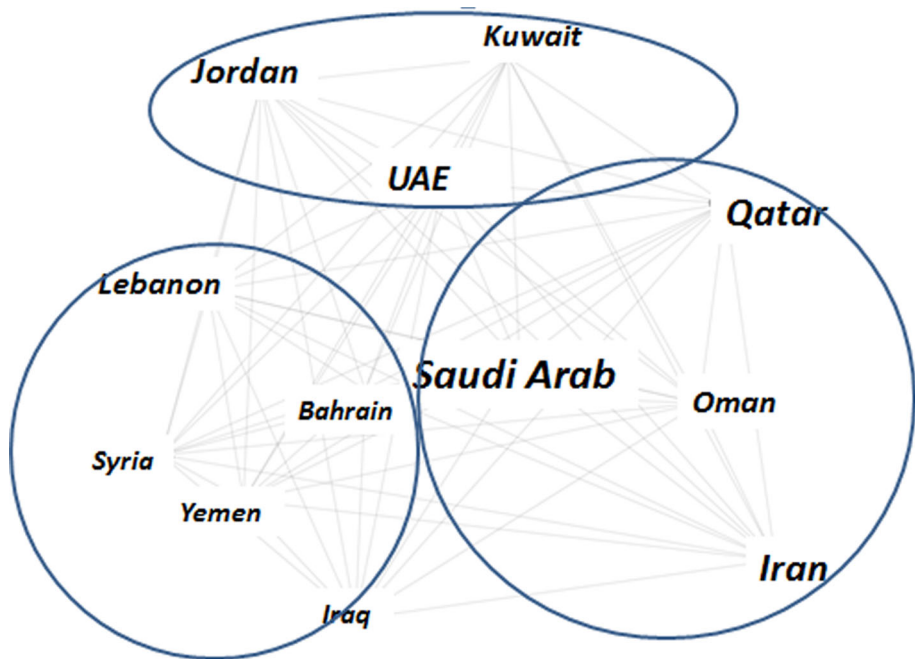 Kuwait
Jordan
UAE
Qatar
Lebanon
Saudi Arab
Bahrain
Oman
Syria
Yemen
Iran
Iraq